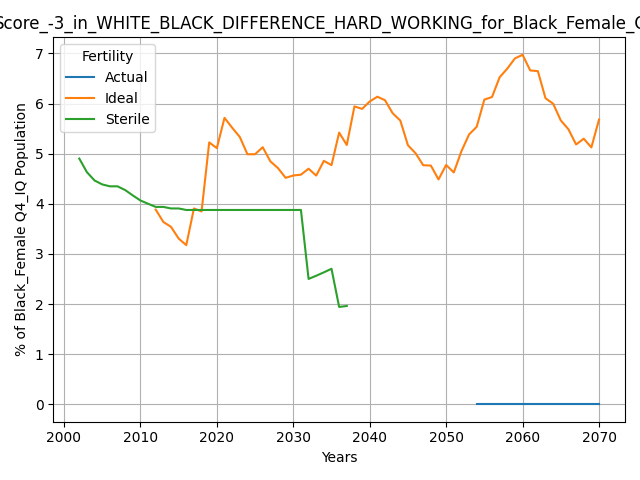 Score_-3_in_WHITE_BLACK_DIFFERENCE_HARD_WORKING_for_Black_Female_
Fertility
Actual
Ideal
Sterile
% of Black_Female Q4_IQ Population
7
6
5
4
3
2
1
0
2000 2010 2020 2030 2040 2050 2060 2070
Years